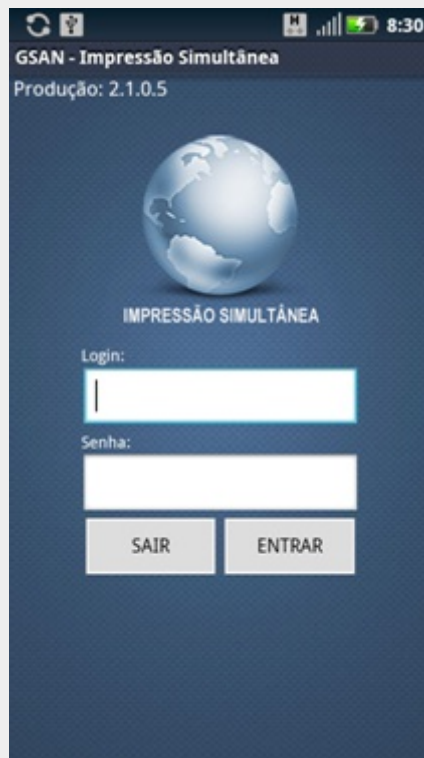 H 8:30
GSAN - Impressão Simultânea
Produção: 2.1.0.5
IMPRESSÃO SIMULTÂNEA
Login:
Senha:
SAIR ENTRAR